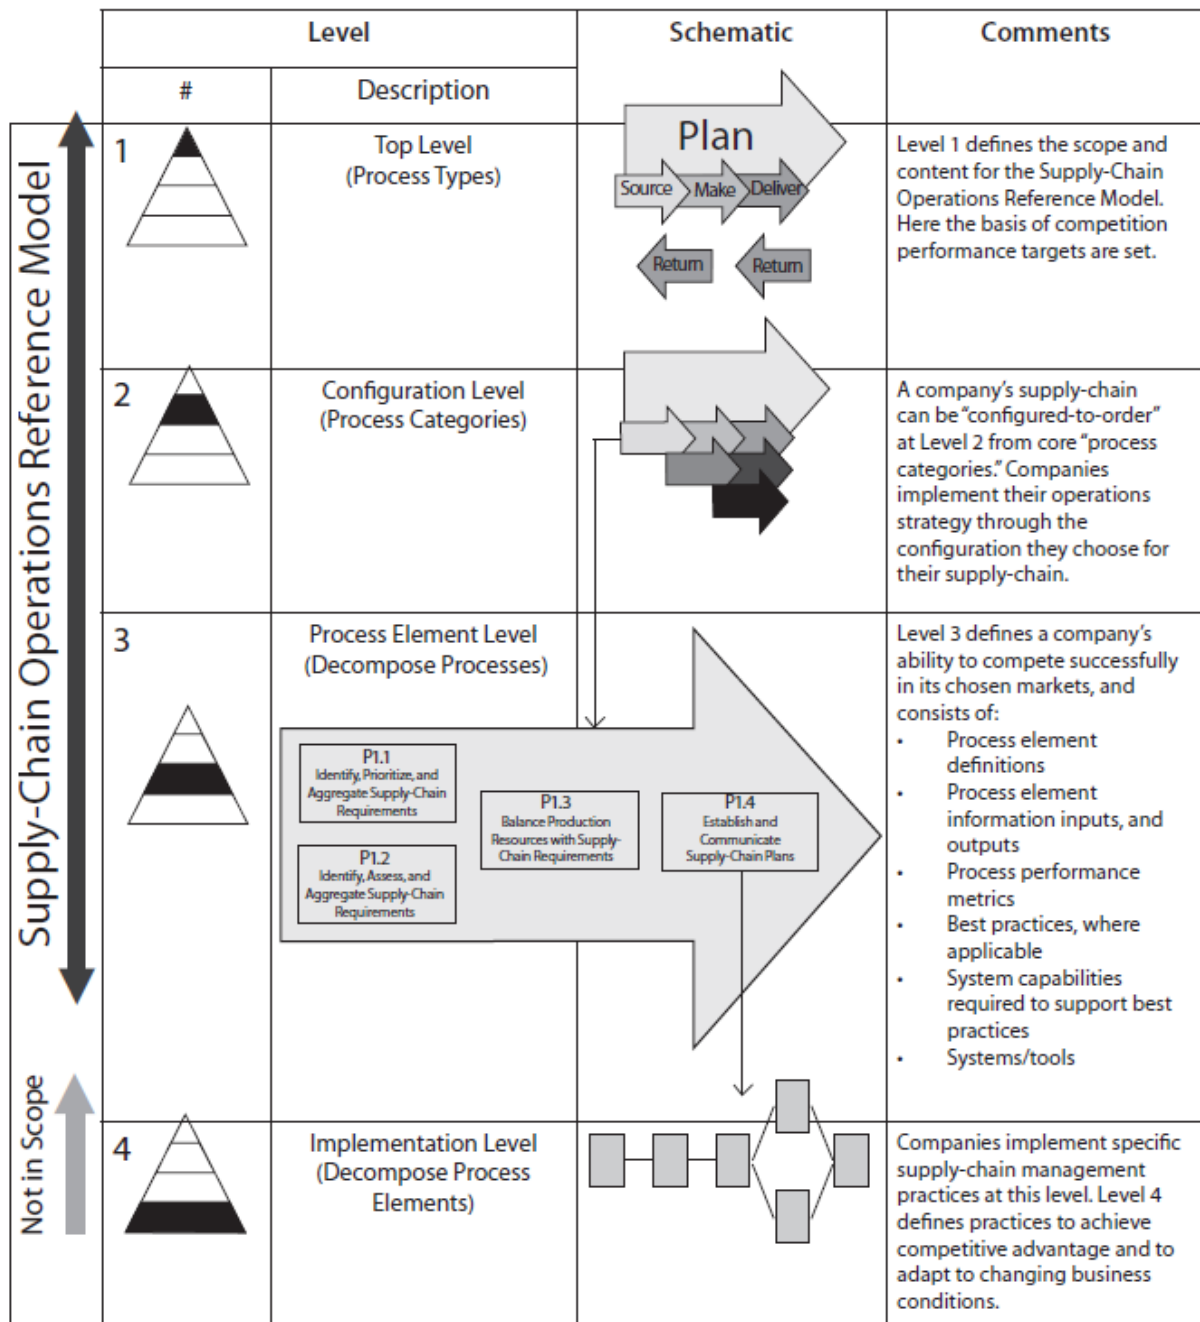 Level
Schematic
Comments
#
Description
Supply-Chain Operations Reference Model
Not in Scope
1
Top Level
(Process Types)
Plan
Source
Make
Deliver
Return
Return
Level 1 defines the scope and
content for the Supply-Chain
Operations Reference Model.
Here the basis of competition
performance targets are set.
2
Configuration Level
(Process Categories)
A company's supply-chain
can be "configured-to-order"
at Level 2 from core "process
categories." Companies
implement their operations
strategy through the
configuration they choose for
their supply-chain.
3
Process Element Level
(Decompose Processes)
P1.1
Identify, Prioritize, and
Aggregate Supply-Chain
Requirements
P1.2
Identify, Assess, and
Aggregate Supply-Chain
Requirements
P1.3
Balance Production
Resources with Supply-
Chain Requirements
P1.4
Establish and
Communicate
Supply-Chain Plans
Level 3 defines a company's
ability to compete successfully
in its chosen markets, and
consists of:
• Process element
definitions
• Process element
information inputs, and
outputs
• Process performance
metrics
• Best practices, where
applicable
• System capabilities
required to support best
practices
• Systems/tools
4
Implementation Level
(Decompose Process
Elements)
Companies implement specific
supply-chain management
practices at this level. Level 4
defines practices to achieve
competitive advantage and to
adapt to changing business
conditions.